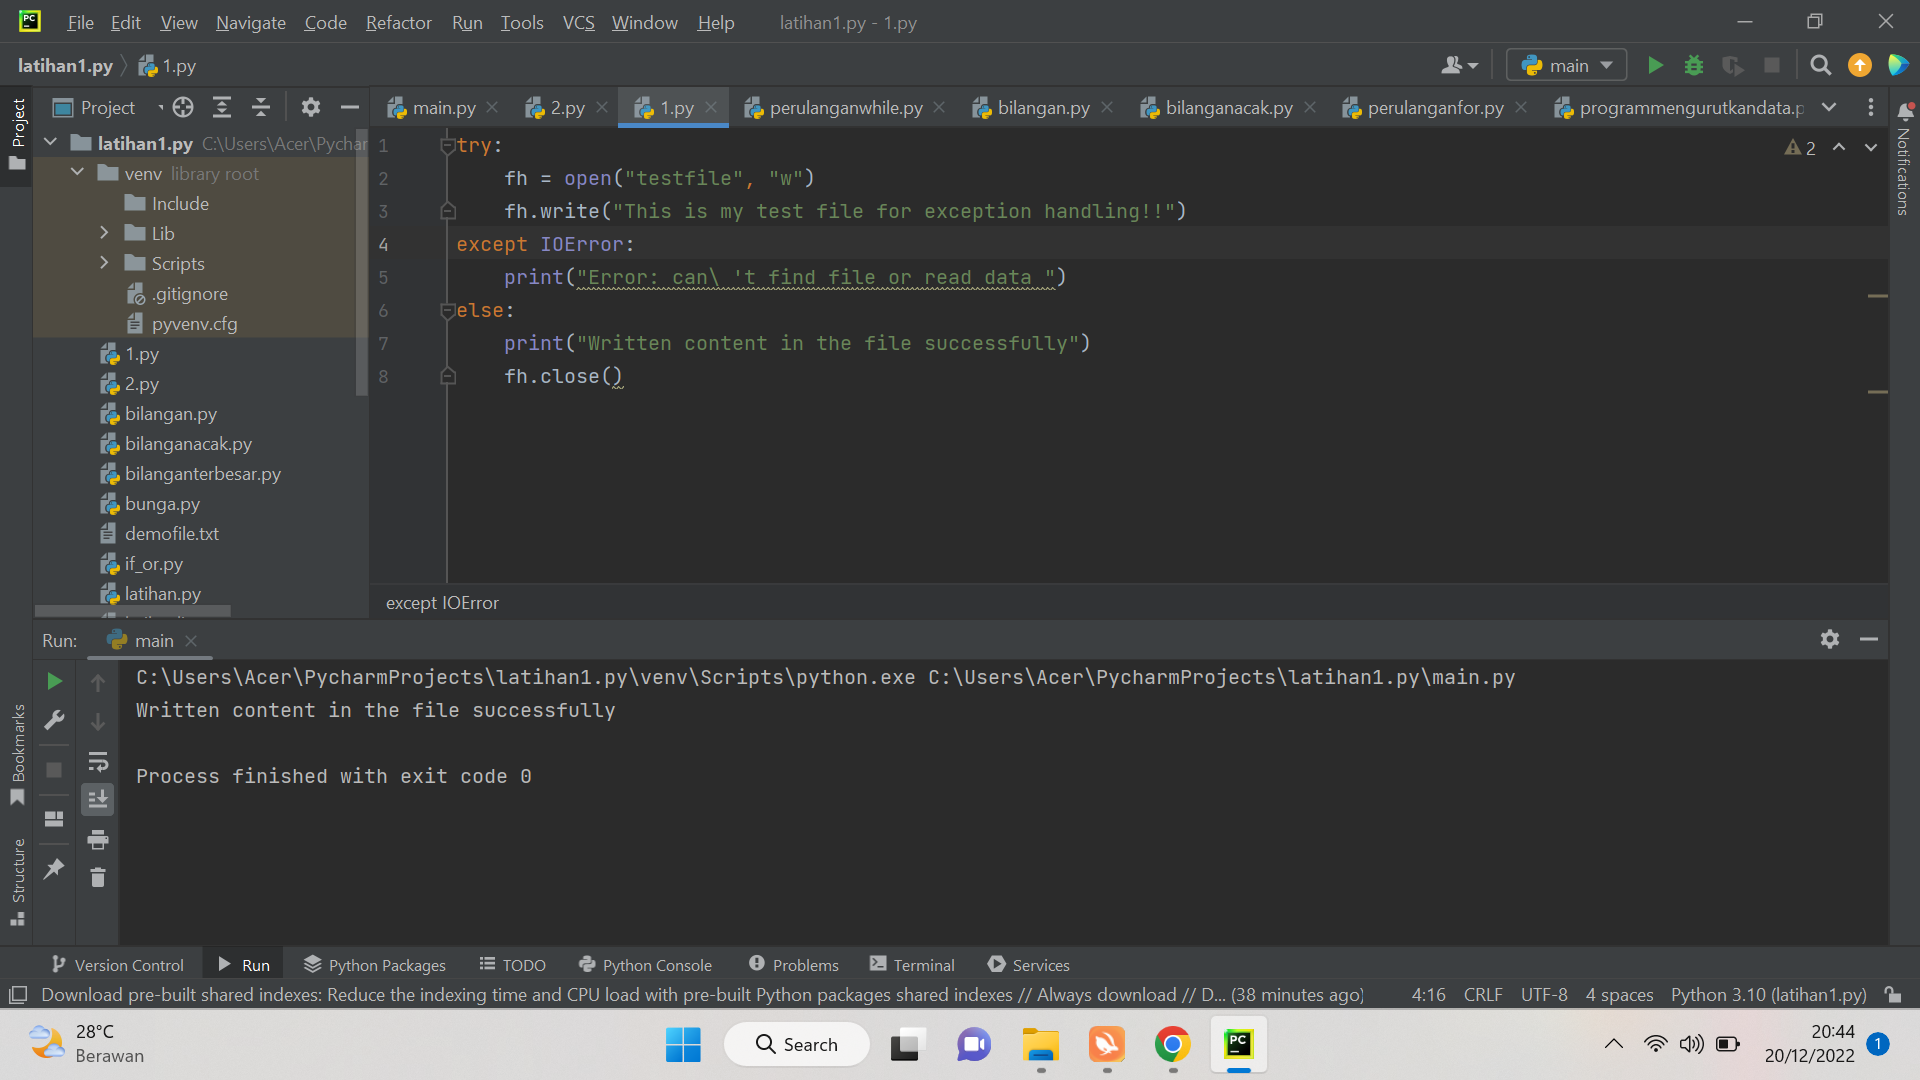 PC File Edit View Navigate Code Refactor Run Tools VCS Window Help latihan1.py - 1.py
latihan1.py 1.py main
Project main.py 2.py 1.py perulanganwhile.py bilangan.py bilanganacak.py perulanganfor.py programmengurutkandata.p
Project
Notifications
latihan1.py C:\Users\Acer\Pychar
venv library root
Include
Lib
Scripts
.gitignore
pyvenv.cfg
1.py
2.py
bilangan.py
bilanganacak.py
bilanganterbesar.py
bunga.py
demofile.txt
if_or.py
latihan.py
2
1 try:
2 fh = open("testfile", "w")
3 fh.write("This is my test file for exception handling!!")
4 except IOError:
5 print("Error: can\ 't find file or read data ")
6 else:
7 print("Written content in the file successfully")
8 fh.close()
except IOError
Run: main
C:\Users\Acer\PycharmProjects\latihan1.py\venv\Scripts\python.exe C:\Users\Acer\PycharmProjects\latihan1.py\main.py
Written content in the file successfully
Process finished with exit code 0
Bookmarks
Structure
Version Control Run Python Packages TODO Python Console Problems Terminal Services
Download pre-built shared indexes: Reduce the indexing time and CPU load with pre-built Python packages shared indexes // Always download // D... (38 minutes ago) 4:16 CRLF UTF-8 4 spaces Python 3.10 (latihan1.py)
28°C
Berawan
Search
PC
20:44
20/12/2022
1